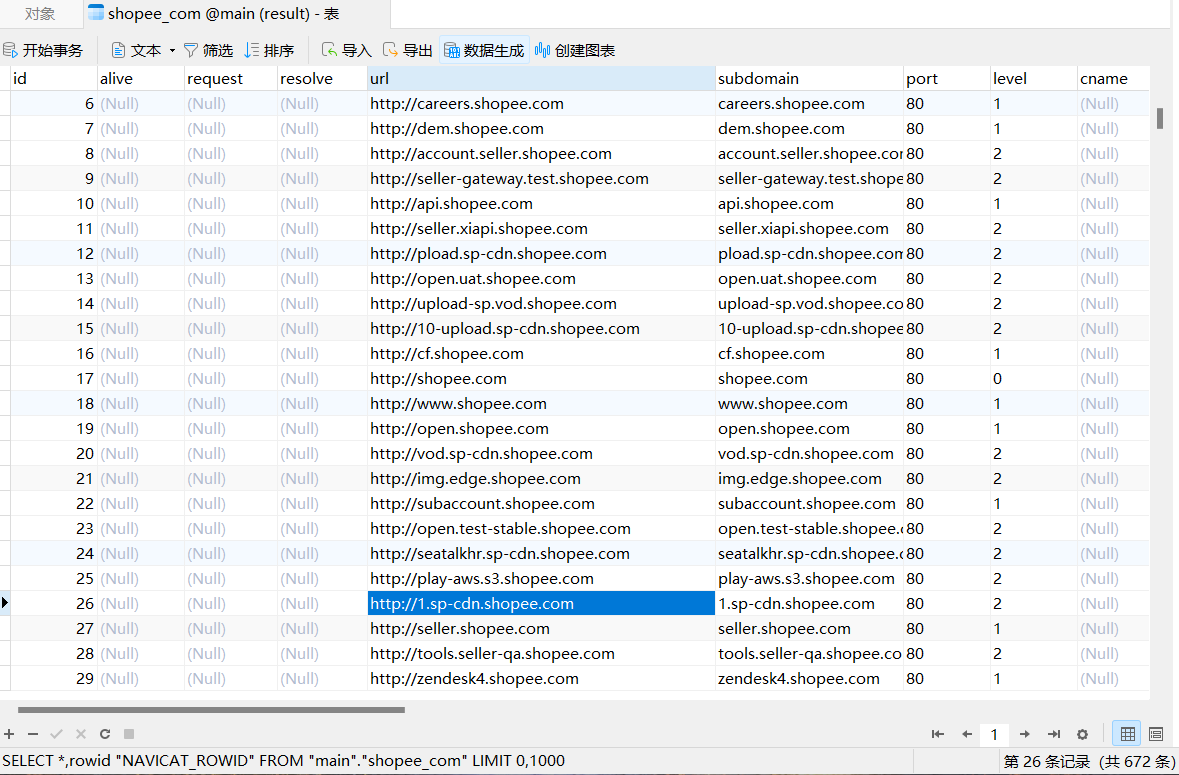 对象 shopee_com @main (result) - 表
开始事务 文本 筛选 排序 导入 导出 数据生成 创建图表
id alive request resolve url subdomain port level cname
6 (Null) (Null) (Null) http://careers.shopee.com careers.shopee.com 80 1 (Null)
7 (Null) (Null) (Null) http://dem.shopee.com dem.shopee.com 80 1 (Null)
8 (Null) (Null) (Null) http://account.seller.shopee.com account.seller.shopee.cor 80 2 (Null)
9 (Null) (Null) (Null) http://seller-gateway.test.shopee.com seller-gateway.test.shope 80 2 (Null)
10 (Null) (Null) (Null) http://api.shopee.com api.shopee.com 80 1 (Null)
11 (Null) (Null) (Null) http://seller.xiapi.shopee.com seller.xiapi.shopee.com 80 2 (Null)
12 (Null) (Null) (Null) http://pload.sp-cdn.shopee.com pload.sp-cdn.shopee.com 80 2 (Null)
13 (Null) (Null) (Null) http://open.uat.shopee.com open.uat.shopee.com 80 2 (Null)
14 (Null) (Null) (Null) http://upload-sp.vod.shopee.com upload-sp.vod.shopee.co 80 2 (Null)
15 (Null) (Null) (Null) http://10-upload.sp-cdn.shopee.com 10-upload.sp-cdn.shopee 80 2 (Null)
16 (Null) (Null) (Null) http://cf.shopee.com cf.shopee.com 80 1 (Null)
17 (Null) (Null) (Null) http://shopee.com shopee.com 80 0 (Null)
18 (Null) (Null) (Null) http://www.shopee.com www.shopee.com 80 1 (Null)
19 (Null) (Null) (Null) http://open.shopee.com open.shopee.com 80 1 (Null)
20 (Null) (Null) (Null) http://vod.sp-cdn.shopee.com vod.sp-cdn.shopee.com 80 2 (Null)
21 (Null) (Null) (Null) http://img.edge.shopee.com img.edge.shopee.com 80 2 (Null)
22 (Null) (Null) (Null) http://subaccount.shopee.com subaccount.shopee.com 80 1 (Null)
23 (Null) (Null) (Null) http://open.test-stable.shopee.com open.test-stable.shopee.c 80 2 (Null)
24 (Null) (Null) (Null) http://seatalkhr.sp-cdn.shopee.com seatalkhr.sp-cdn.shopee.c 80 2 (Null)
25 (Null) (Null) (Null) http://play-aws.s3.shopee.com play-aws.s3.shopee.com 80 2 (Null)
26 (Null) (Null) (Null) http://1.sp-cdn.shopee.com 1.sp-cdn.shopee.com 80 2 (Null)
27 (Null) (Null) (Null) http://seller.shopee.com seller.shopee.com 80 1 (Null)
28 (Null) (Null) (Null) http://tools.seller-qa.shopee.com tools.seller-qa.shopee.co 80 2 (Null)
29 (Null) (Null) (Null) http://zendesk4.shopee.com zendesk4.shopee.com 80 1 (Null)
1
SELECT *,rowid "NAVICAT_ROWID" FROM "main"."shopee_com" LIMIT 0,1000 第 26 条记录 (共 672 条)